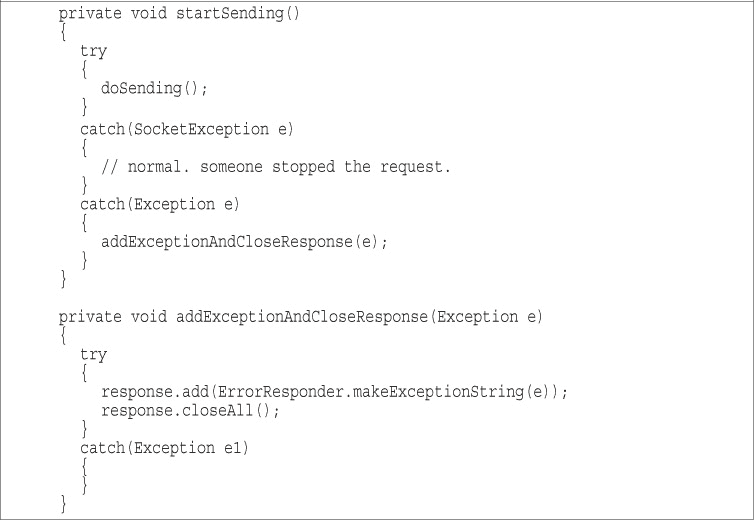 private void startSending()
{
  try
  {
    doSending();
  }
  catch(SocketException e)
  {
    // normal. someone stopped the request.
  }
  catch(Exception e)
  {
    addExceptionAndCloseResponse(e);
  }
}

private void addExceptionAndCloseResponse(Exception e)
{
  try
  {
    response.add(ErrorResponder.makeExceptionString(e));
    response.closeAll();
  }
  catch(Exception e1)
  {
  }
}